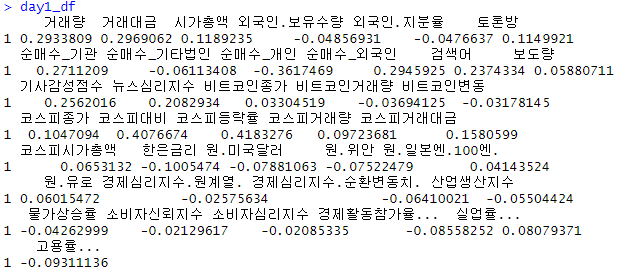 > day1_df
거래량 거래대금 시가총액 외국인.보유수량 외국인.지분율 토론방
1 0.2933809 0.2969062 0.1189235 -0.04856931 -0.0476637 0.1149921
순매수_기관 순매수_기타법인 순매수_개인 순매수_외국인 검색어 보도량
1 0.2711209 -0.06113408 -0.3617469 0.2945925 0.2374334 0.05880711
기사감성점수 뉴스심리지수 비트코인종가 비트코인거래량 비트코인변동
1 0.2562016 0.2082934 0.03304519 -0.03694125 -0.03178145
코스피종가 코스피대비 코스피등락률 코스피거래량 코스피거래대금
1 0.1047094 0.4076674 0.4183276 0.09723681 0.1580599
코스피시가총액 한은금리 원.미국달러 원.위안 원.일본엔.100엔.
1 0.0653132 -0.1005474 -0.07881063 -0.07522479 0.04143524
원.유로 경제심리지수.원계열. 경제심리지수.순환변동치. 산업생산지수
1 0.06015472 -0.02575634 -0.06410021 -0.05504424
물가상승률 소비자신뢰지수 소비자심리지수 경제활동참가율... 실업률...
1 -0.04262999 -0.02129617 -0.02085335 -0.08558252 0.08079371
고용률...
1 -0.09311136